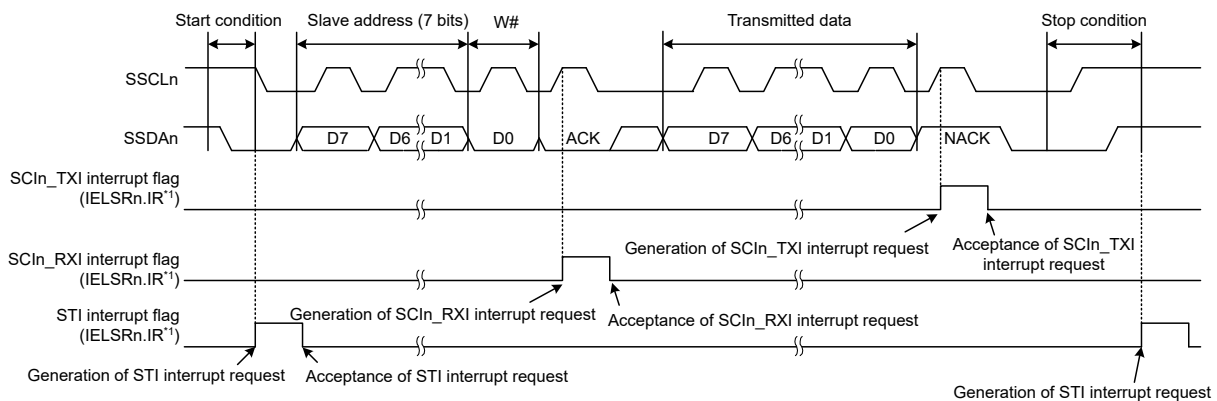 Start condition
Slave address (7 bits)
W#
Transmitted data
Stop condition
SSCLn
SSDAn
D7
D6
D1
D0
ACK
D7
D6
D1
D0
NACK
SCIn_TXI interrupt flag
(IELSRn.IR*1)
Generation of SCIn_TXI interrupt request
Acceptance of SCIn_TXI
interrupt request
SCIn_RXI interrupt flag
(IELSRn.IR*1)
Generation of SCIn_RXI interrupt request
Acceptance of SCIn_RXI interrupt request
STI interrupt flag
(IELSRn.IR*1)
Generation of STI interrupt request
Acceptance of STI interrupt request
Generation of STI interrupt request